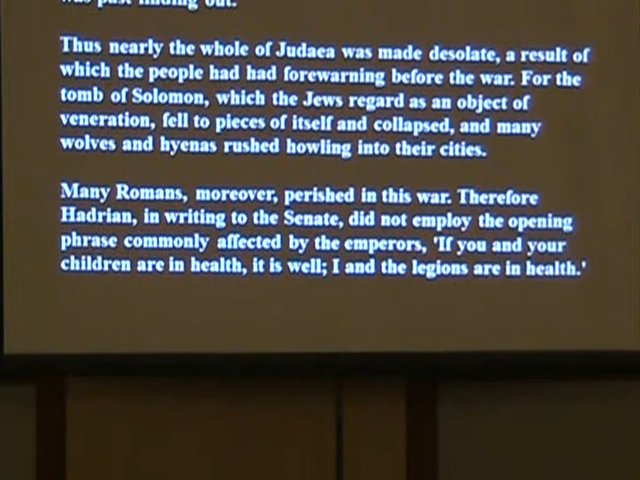 was past finding out.
Thus nearly the whole of Judaea was made desolate, a result of
which the people had had forewarning before the war. For the
tomb of Solomon, which the Jews regard as an object of
veneration, fell to pieces of itself and collapsed, and many
wolves and hyenas rushed howling into their cities.
Many Romans, moreover, perished in this war. Therefore
Hadrian, in writing to the Senate, did not employ the opening
phrase commonly affected by the emperors, 'If you and your
children are in health, it is well; I and the legions are in health.'